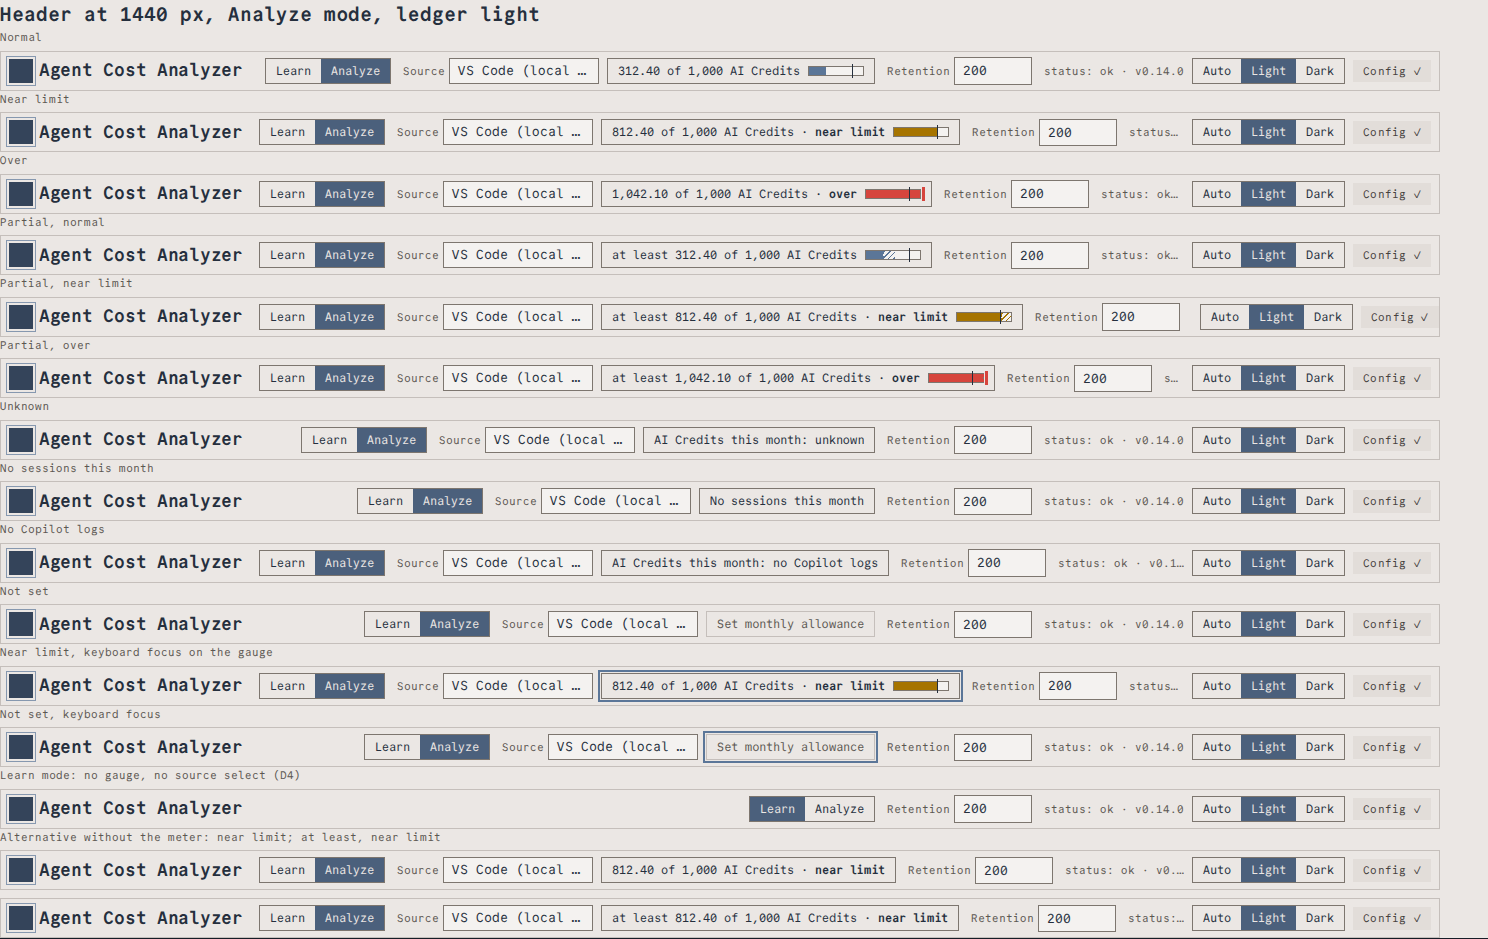 Header at 1440 px, Analyze mode, ledger light
Normal
Agent Cost Analyzer Learn Analyze Source VS Code (local … 312.40 of 1,000 AI Credits Retention 200 status: ok · v0.14.0 Auto Light Dark Config ✓
Near limit
Agent Cost Analyzer Learn Analyze Source VS Code (local … 812.40 of 1,000 AI Credits · near limit Retention 200 status… Auto Light Dark Config ✓
Over
Agent Cost Analyzer Learn Analyze Source VS Code (local … 1,042.10 of 1,000 AI Credits · over Retention 200 status: ok… Auto Light Dark Config ✓
Partial, normal
Agent Cost Analyzer Learn Analyze Source VS Code (local … at least 312.40 of 1,000 AI Credits Retention 200 status: ok… Auto Light Dark Config ✓
Partial, near limit
Agent Cost Analyzer Learn Analyze Source VS Code (local … at least 812.40 of 1,000 AI Credits · near limit Retention 200 Auto Light Dark Config ✓
Partial, over
Agent Cost Analyzer Learn Analyze Source VS Code (local … at least 1,042.10 of 1,000 AI Credits · over Retention 200 s… Auto Light Dark Config ✓
Unknown
Agent Cost Analyzer Learn Analyze Source VS Code (local … AI Credits this month: unknown Retention 200 status: ok · v0.14.0 Auto Light Dark Config ✓
No sessions this month
Agent Cost Analyzer Learn Analyze Source VS Code (local … No sessions this month Retention 200 status: ok · v0.14.0 Auto Light Dark Config ✓
No Copilot logs
Agent Cost Analyzer Learn Analyze Source VS Code (local … AI Credits this month: no Copilot logs Retention 200 status: ok · v0.1… Auto Light Dark Config ✓
Not set
Agent Cost Analyzer Learn Analyze Source VS Code (local … Set monthly allowance Retention 200 status: ok · v0.14.0 Auto Light Dark Config ✓
Near limit, keyboard focus on the gauge
Agent Cost Analyzer Learn Analyze Source VS Code (local … 812.40 of 1,000 AI Credits · near limit Retention 200 status… Auto Light Dark Config ✓
Not set, keyboard focus
Agent Cost Analyzer Learn Analyze Source VS Code (local … Set monthly allowance Retention 200 status: ok · v0.14.0 Auto Light Dark Config ✓
Learn mode: no gauge, no source select (D4)
Agent Cost Analyzer Learn Analyze Retention 200 status: ok · v0.14.0 Auto Light Dark Config ✓
Alternative without the meter: near limit; at least, near limit
Agent Cost Analyzer Learn Analyze Source VS Code (local … 812.40 of 1,000 AI Credits · near limit Retention 200 status: ok · v0.… Auto Light Dark Config ✓
Agent Cost Analyzer Learn Analyze Source VS Code (local … at least 812.40 of 1,000 AI Credits · near limit Retention 200 status:… Auto Light Dark Config ✓